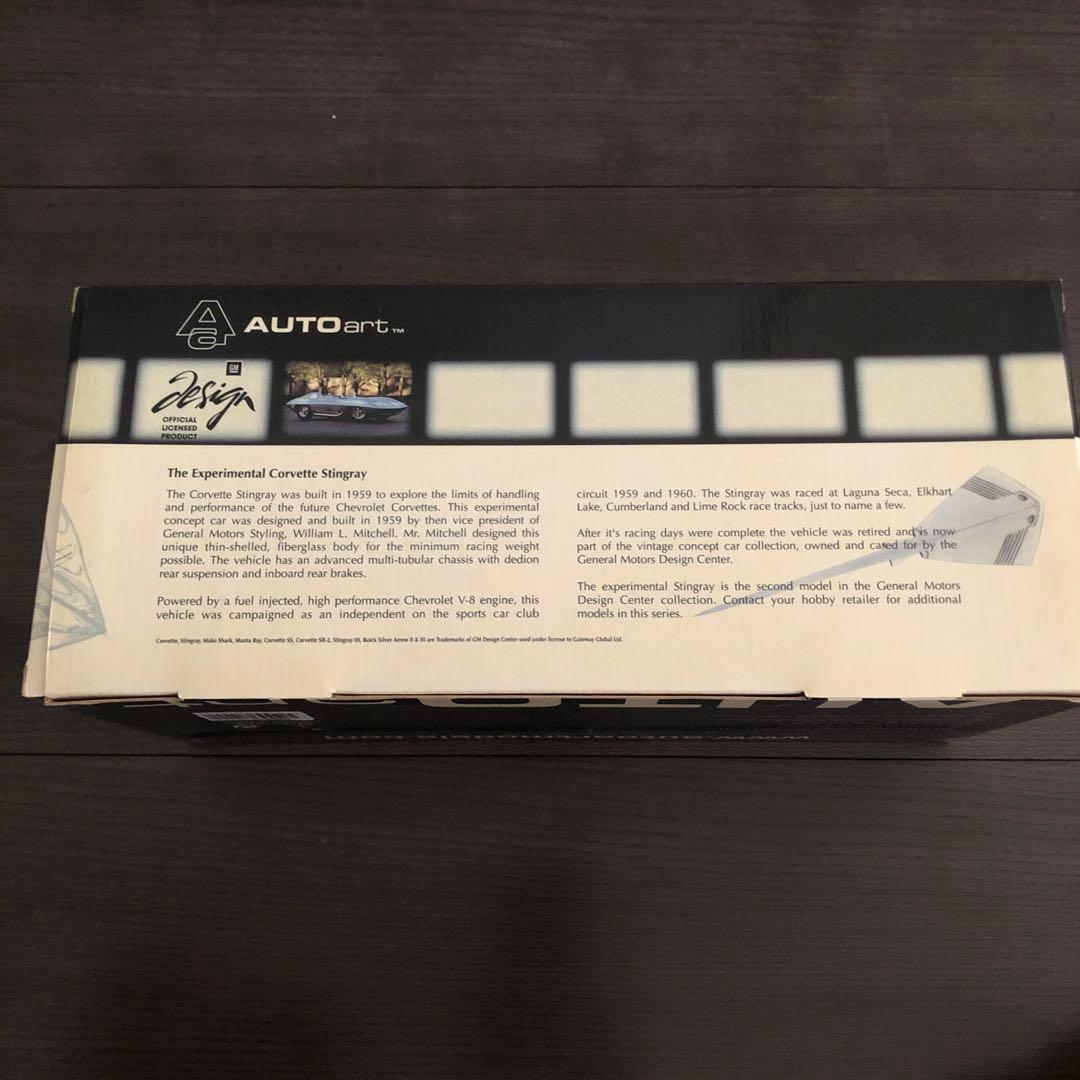 AUTOart™
GM
design
OFFICIAL
LICENSED
PRODUCT
The Experimental Corvette Stingray
The Corvette Stingray was built in 1959 to explore the limits of handling
and performance of the future Chevrolet Corvettes. This experimental
concept car was designed and built in 1959 by then vice president of
General Motors Styling, William L. Mitchell. Mr. Mitchell designed this
unique thin-shelled, fiberglass body for the minimum racing weight
possible. The vehicle has an advanced multi-tubular chassis with dedion
rear suspension and inboard rear brakes.
Powered by a fuel injected, high performance Chevrolet V-8 engine, this
vehicle was campaigned as an independent on the sports car club
circuit 1959 and 1960. The Stingray was raced at Laguna Seca, Elkhart
Lake, Cumberland and Lime Rock race tracks, just to name a few.
After it's racing days were complete the vehicle was retired and is now
part of the vintage concept car collection, owned and cared for by the
General Motors Design Center.
The experimental Stingray is the second model in the General Motors
Design Center collection. Contact your hobby retailer for additional
models in this series.
Corvette, Stingray, Mako Shark, Manta Ray, Corvette SS, Corvette SR-2, Stingray III, Buick Silver Arrow II & III are Trademarks of GM Design Center used under license to Gateway Global Ltd.